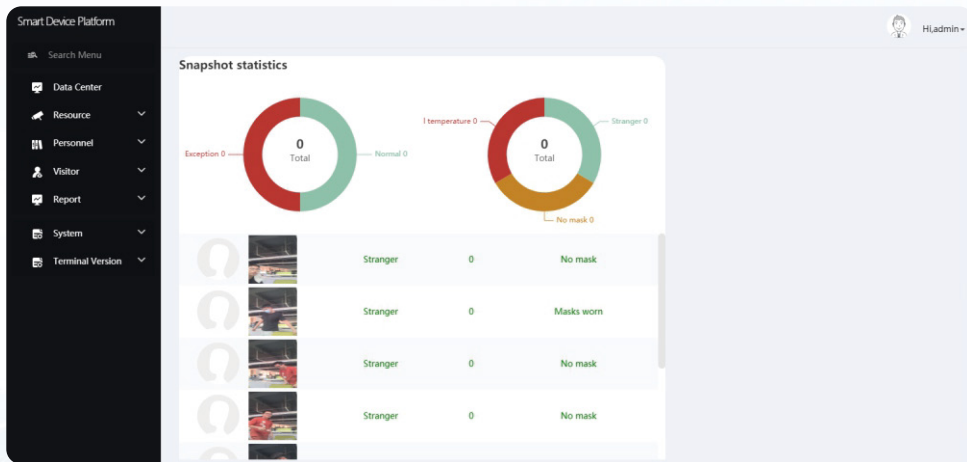 Smart Device Platform
Hi,admin
Search Menu
Data Center
Resource
Personnel
Visitor
Report
System
Terminal Version
Snapshot statistics
Exception 0
0
Total
Normal 0
l temperature 0
0
Total
Stranger 0
No mask 0
Stranger 0 No mask
Stranger 0 Masks worn
Stranger 0 No mask
Stranger 0 No mask